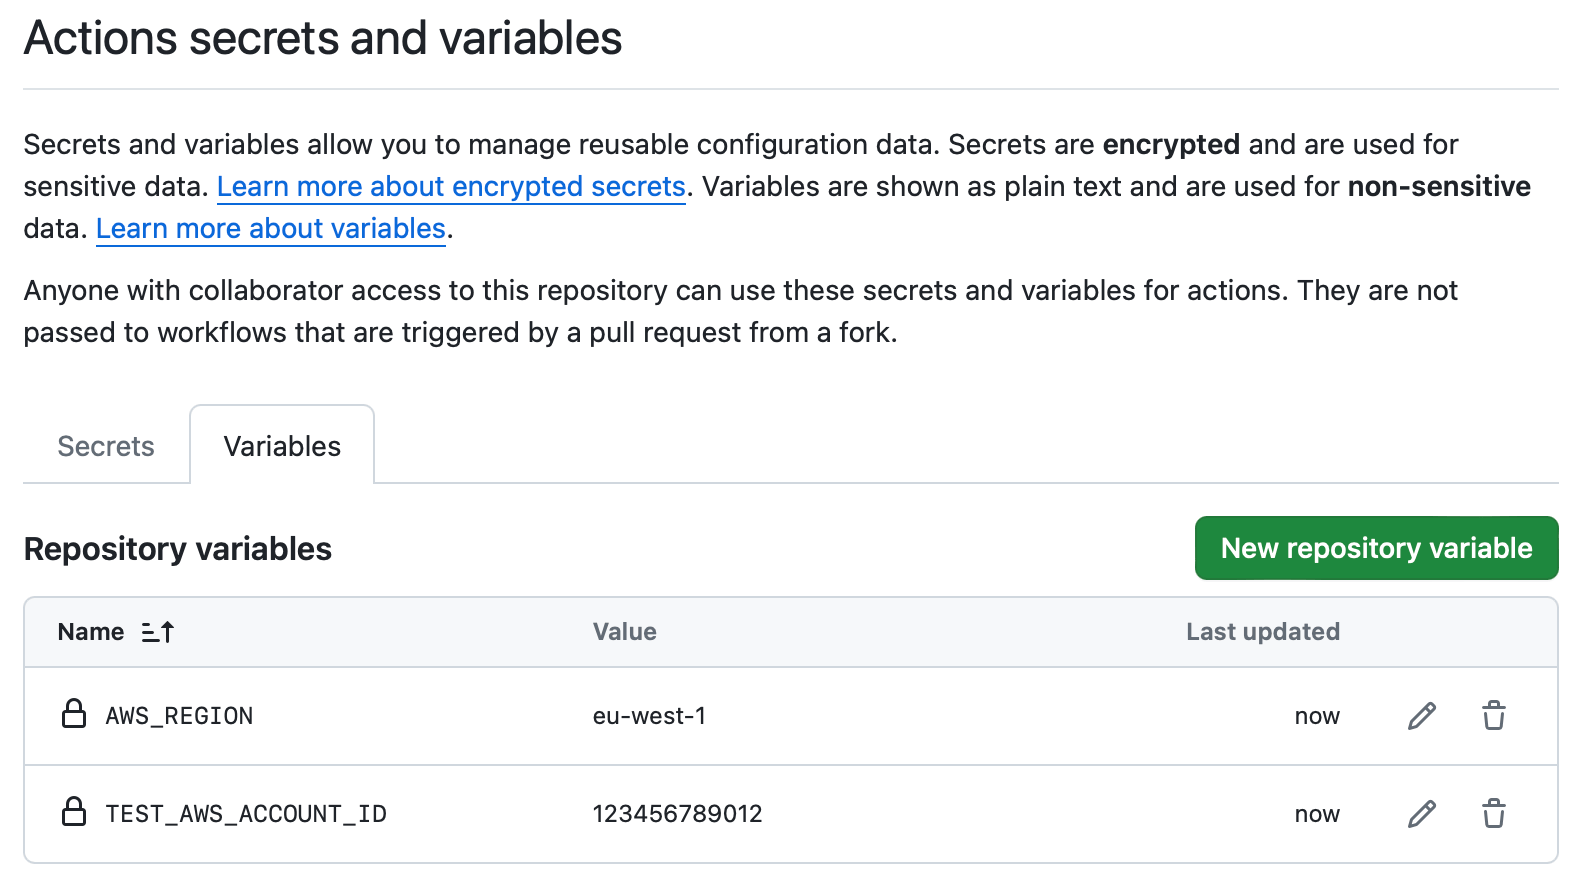 Actions secrets and variables
Secrets and variables allow you to manage reusable configuration data. Secrets are encrypted and are used for
sensitive data. Learn more about encrypted secrets. Variables are shown as plain text and are used for non-sensitive
data. Learn more about variables.
Anyone with collaborator access to this repository can use these secrets and variables for actions. They are not
passed to workflows that are triggered by a pull request from a fork.
Secrets Variables
Repository variables New repository variable
Name Value Last updated
AWS_REGION eu-west-1 now
TEST_AWS_ACCOUNT_ID 123456789012 now